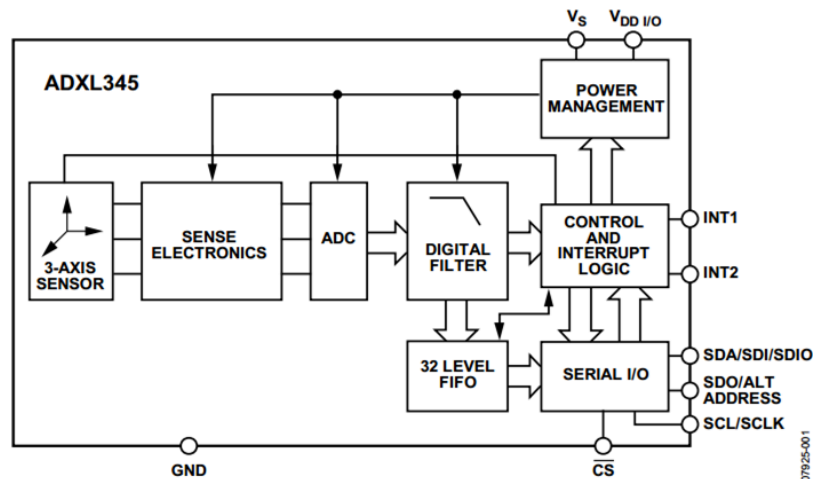 VS
VDD I/O
ADXL345
POWER
MANAGEMENT
3-AXIS
SENSOR
SENSE
ELECTRONICS
ADC
DIGITAL
FILTER
CONTROL
AND
INTERRUPT
LOGIC
INT1
INT2
32 LEVEL
FIFO
SERIAL I/O
SDA/SDI/SDIO
SDO/ALT
ADDRESS
SCL/SCLK
GND
CS
07925-001